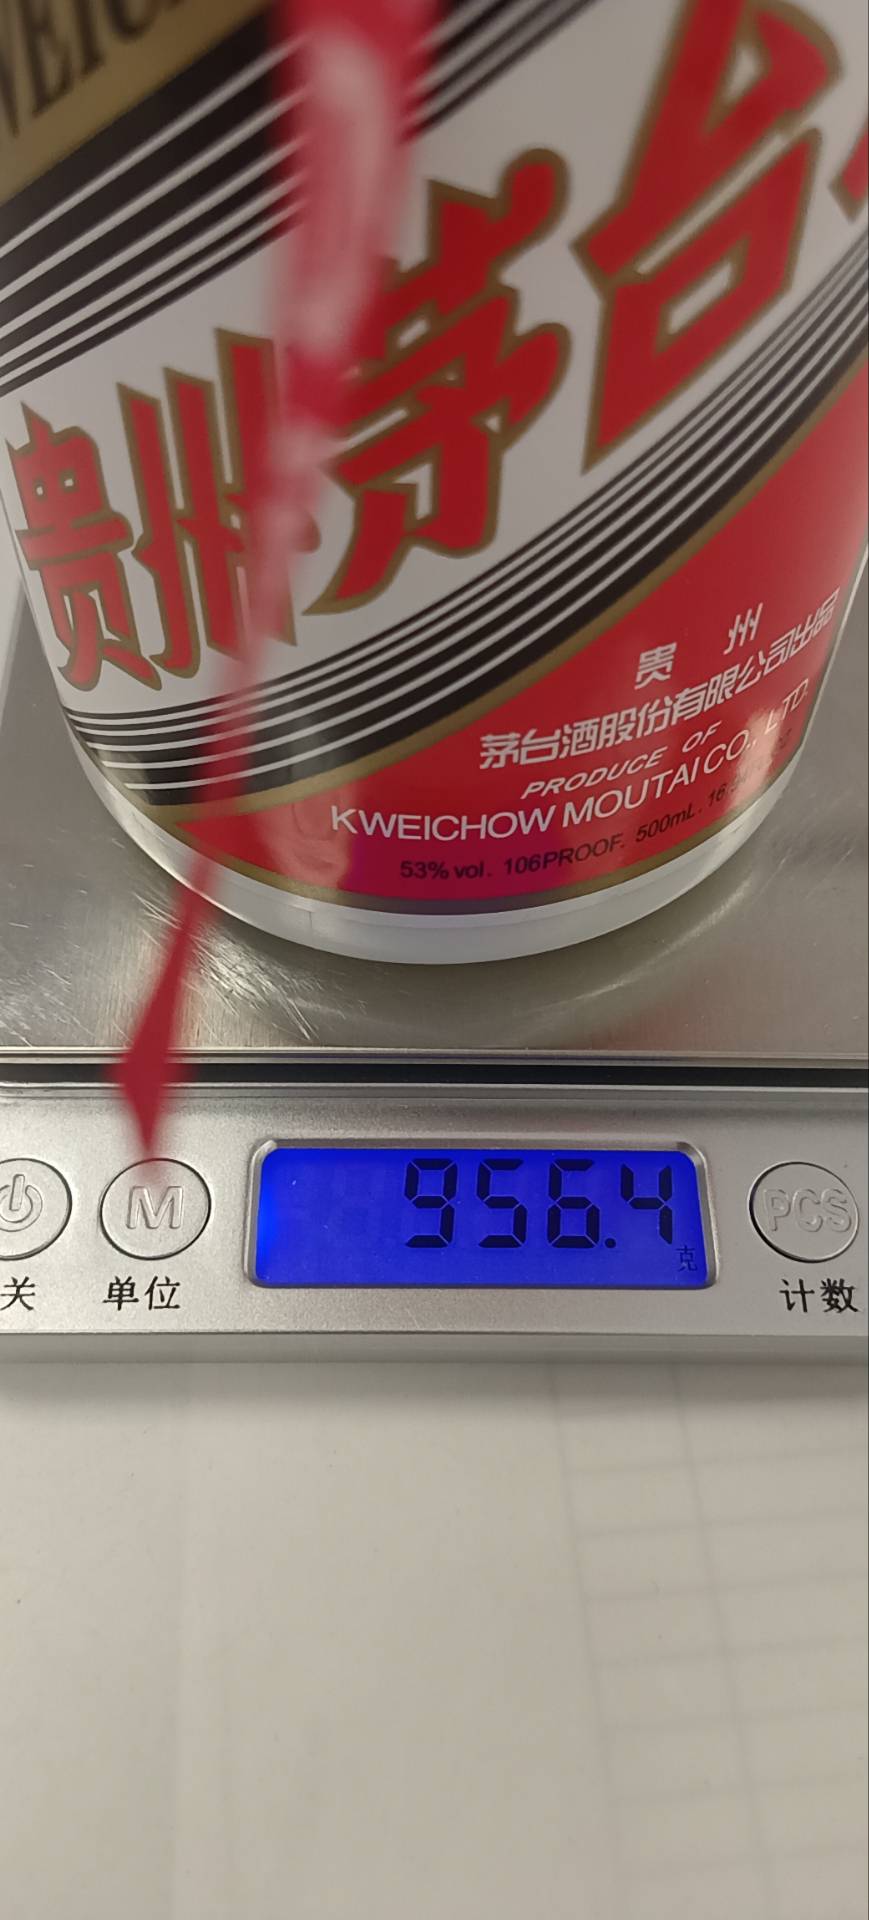 贵州茅台
贵 州
茅台酒股份有限公司出品
PRODUCE OF
KWEICHOW MOUTAI CO., LTD.
53% vol. 106PROOF. 500mL.
956.4
克
M
PCS
关
单位
计数